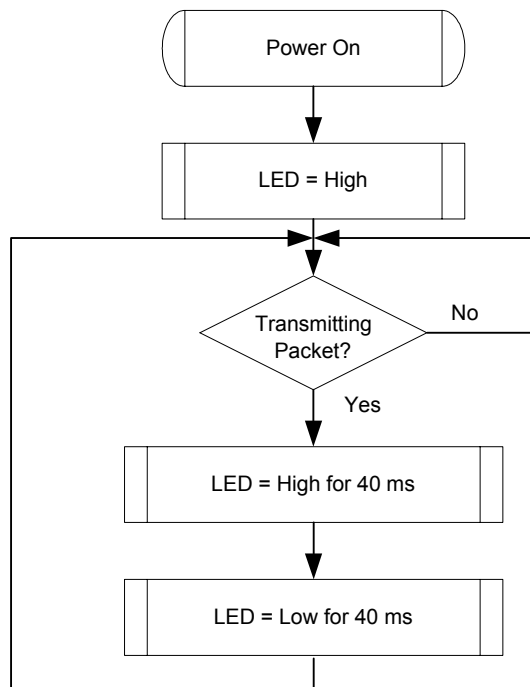 Power On
LED = High
Transmitting
Packet?
No
Yes
LED = High for 40 ms
LED = Low for 40 ms